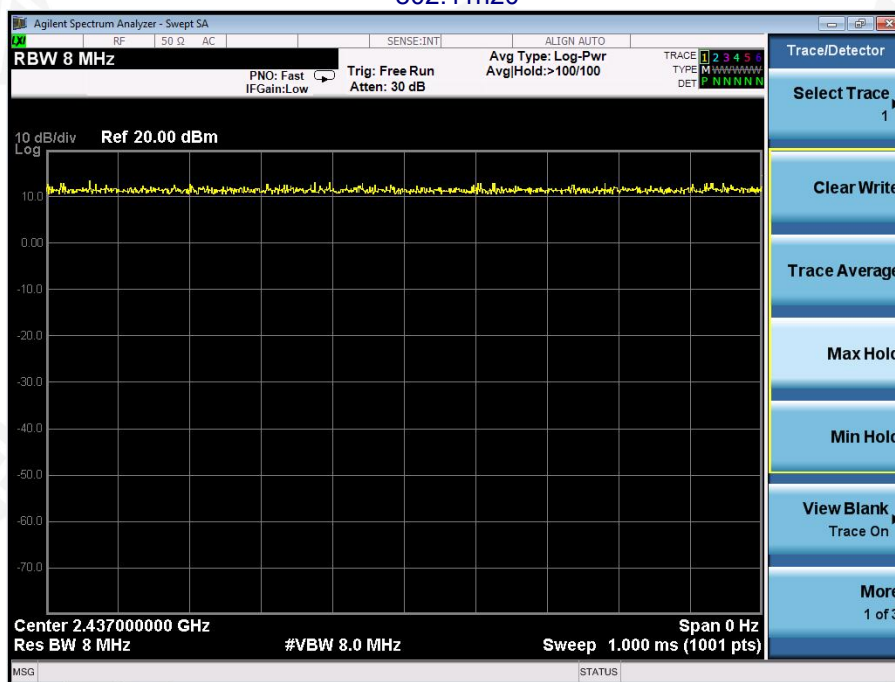 Agilent Spectrum Analyzer - Swept SA
RF 50 Ω AC SENSE:INT ALIGN AUTO
RBW 8 MHz
PNO: Fast
IFGain:Low
Trig: Free Run
Atten: 30 dB
Avg Type: Log-Pwr
Avg|Hold:>100/100
TRACE 1 2 3 4 5 6
TYPE M
DET P N N N N N
10 dB/div Ref 20.00 dBm
Log
10.0
0.00
-10.0
-20.0
-30.0
-40.0
-50.0
-60.0
-70.0
Center 2.437000000 GHz Span 0 Hz
Res BW 8 MHz #VBW 8.0 MHz Sweep 1.000 ms (1001 pts)
MSG STATUS
Trace/Detector
Select Trace
1
Clear Write
Trace Average
Max Hold
Min Hold
View Blank
Trace On
More
1 of 3